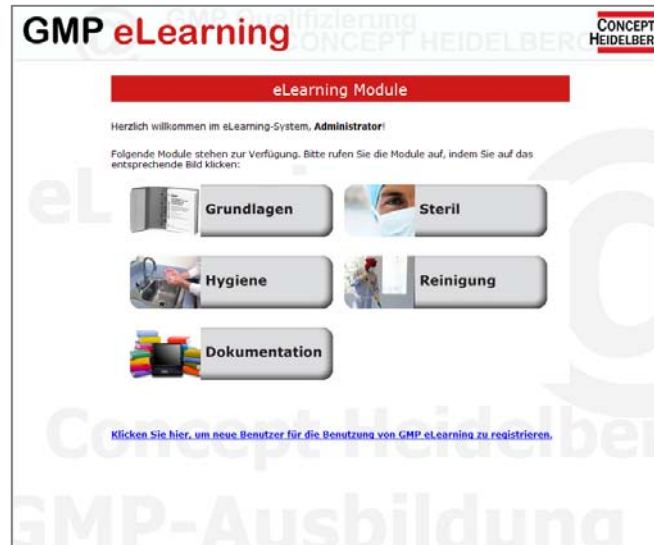 GMP Qualifizierung
CONCEPT HEIDELBERG
GMP eLearning
CONCEPT
HEIDELBER
eLearning Module
Herzlich willkommen im eLearning-System, Administrator!
Folgende Module stehen zur Verfügung. Bitte rufen Sie die Module auf, indem Sie auf das
entsprechende Bild klicken:
Grundlagen
Steril
Hygiene
Reinigung
Dokumentation
Klicken Sie hier, um neue Benutzer für die Benutzung von GMP eLearning zu registrieren.
Concept Heidelber
GMP-Ausbildung